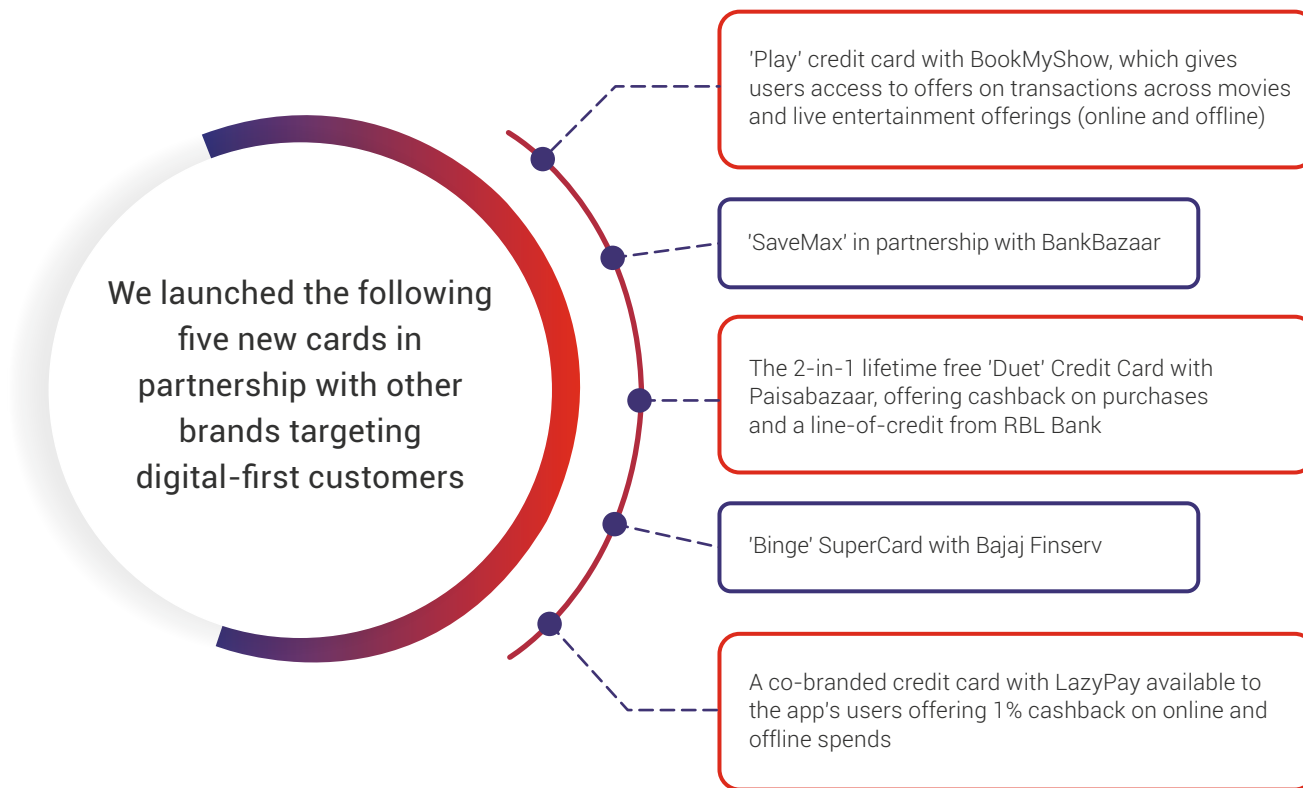 We launched the following
five new cards in
partnership with other
brands targeting
digital-first customers
'Play' credit card with BookMyShow, which gives
users access to offers on transactions across movies
and live entertainment offerings (online and offline)
'SaveMax' in partnership with BankBazaar
The 2-in-1 lifetime free 'Duet' Credit Card with
Paisabazaar, offering cashback on purchases
and a line-of-credit from RBL Bank
'Binge' SuperCard with Bajaj Finserv
A co-branded credit card with LazyPay available to
the app's users offering 1% cashback on online and
offline spends